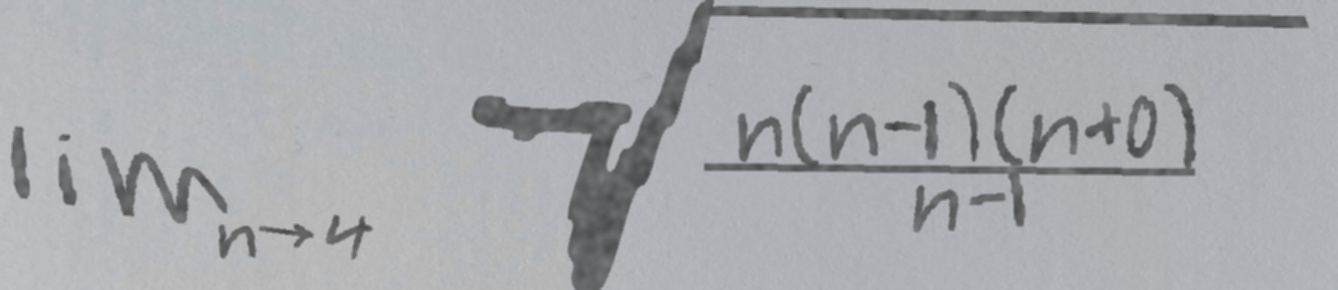 lim n→4 √ n(n-1)(n+0) / n-1